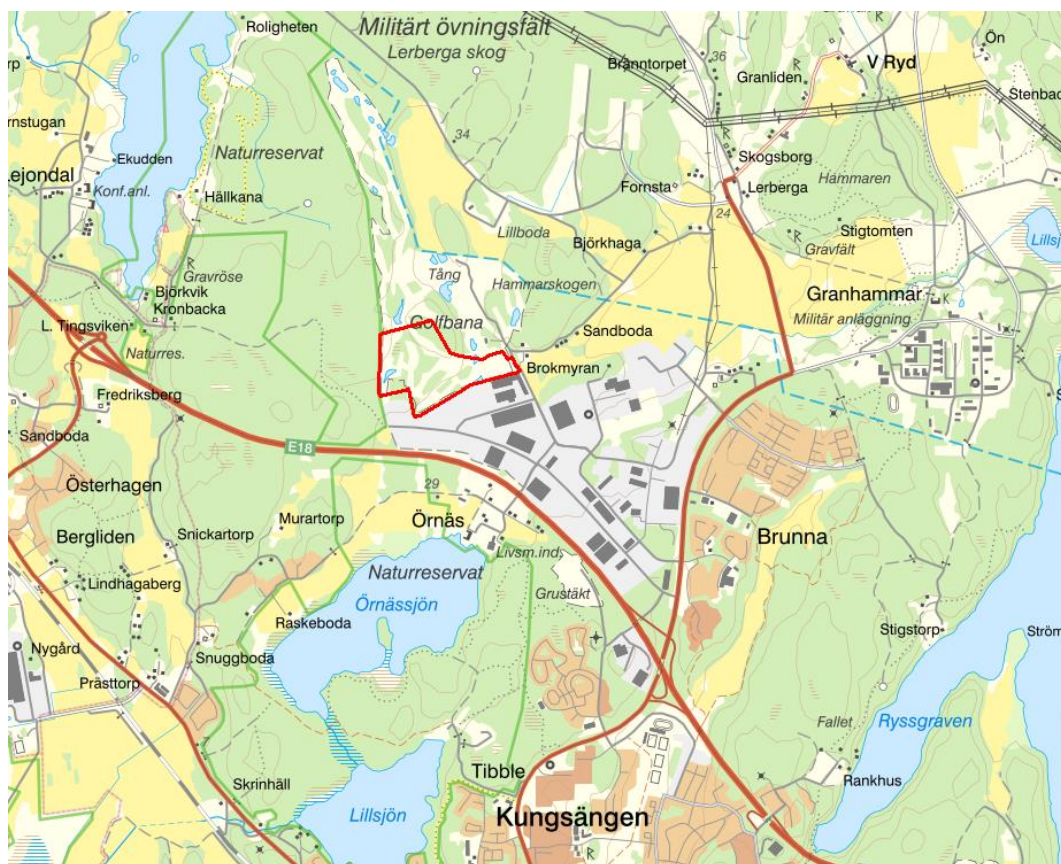 Roligheten
Militärt övningsfält
Lerberga skog
Ön
Bränntorpet
36
Granliden
V Ryd
Stenbac
rnstugan
Ekudden
Naturreservat
34
Skogsborg
Lejondal
Konf.anl.
Hällkana
Fornsta
Lerberga
Hammaren
24
Lillboda
Björkhaga
Stigtomten
Gravfält
Lillsj
Gravröse
Tång
Hammarskogen
Björkvik
Kronbacka
Granhammar
L. Tingsviken
Golfbana
Sandboda
Militär anläggning
Naturres.
Brokmyran
Fredriksberg
Sandboda
E18
Österhagen
29
Murartorp
Örnäs
Bergliden
Snickartorp
Brunna
Livsm.ind.
Lindhagaberg
Naturreservat
Grustäkt
Örnässjön
Raskeboda
Stigstorp
Ström
Nygård
Snuggboda
Prästtorp
Fallet
Ryssgraven
Tibble
Rankhus
Skrinhäll
Lillsjön
Kungsängen